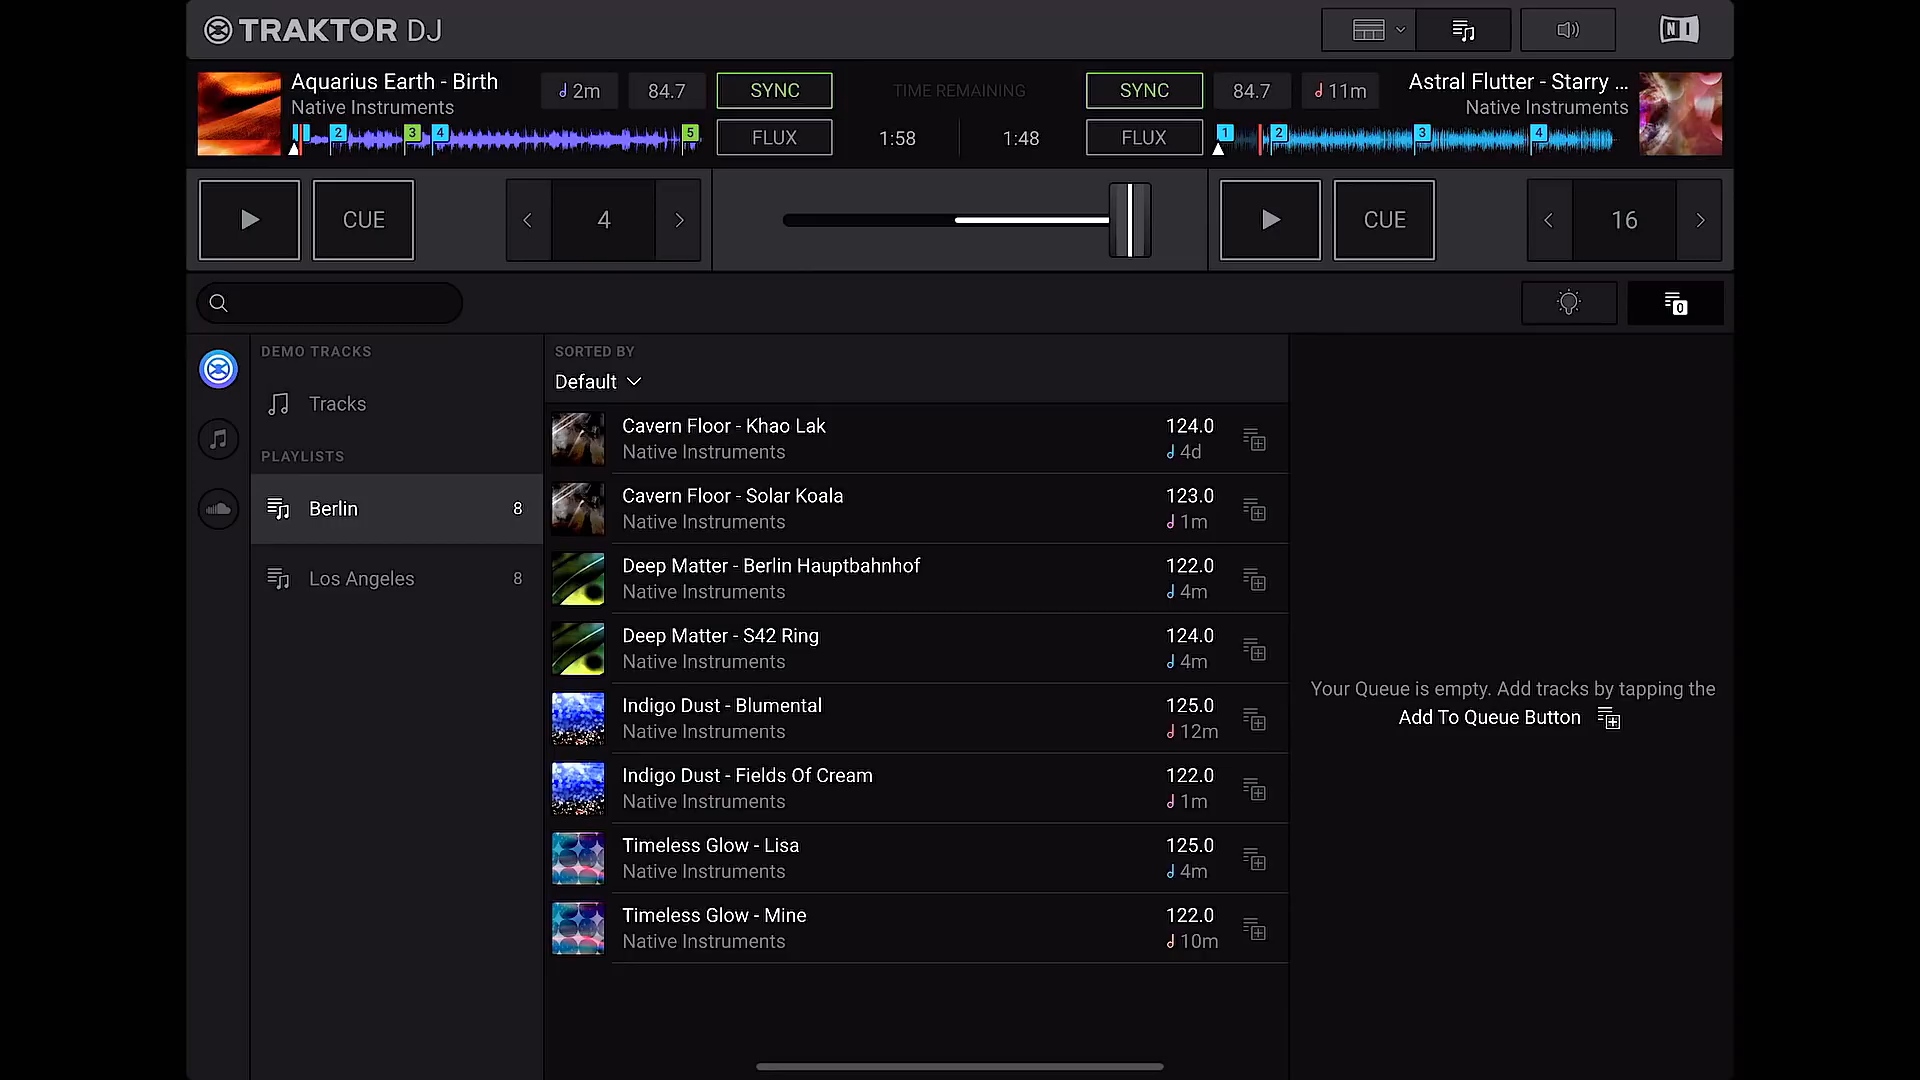 TRAKTOR DJ
NI
Aquarius Earth - Birth
Native Instruments
2m
84.7
SYNC
FLUX
TIME REMAINING
1:58
1:48
SYNC
FLUX
84.7
11m
Astral Flutter - Starry ...
Native Instruments
2
3
4
5
1
2
3
4
CUE
4
CUE
16
0
DEMO TRACKS
Tracks
PLAYLISTS
Berlin 8
Los Angeles 8
SORTED BY
Default
Cavern Floor - Khao Lak 124.0
Native Instruments 4d
Cavern Floor - Solar Koala 123.0
Native Instruments 1m
Deep Matter - Berlin Hauptbahnhof 122.0
Native Instruments 4m
Deep Matter - S42 Ring 124.0
Native Instruments 4m
Indigo Dust - Blumental 125.0
Native Instruments 12m
Indigo Dust - Fields Of Cream 122.0
Native Instruments 1m
Timeless Glow - Lisa 125.0
Native Instruments 4m
Timeless Glow - Mine 122.0
Native Instruments 10m
Your Queue is empty. Add tracks by tapping the
Add To Queue Button